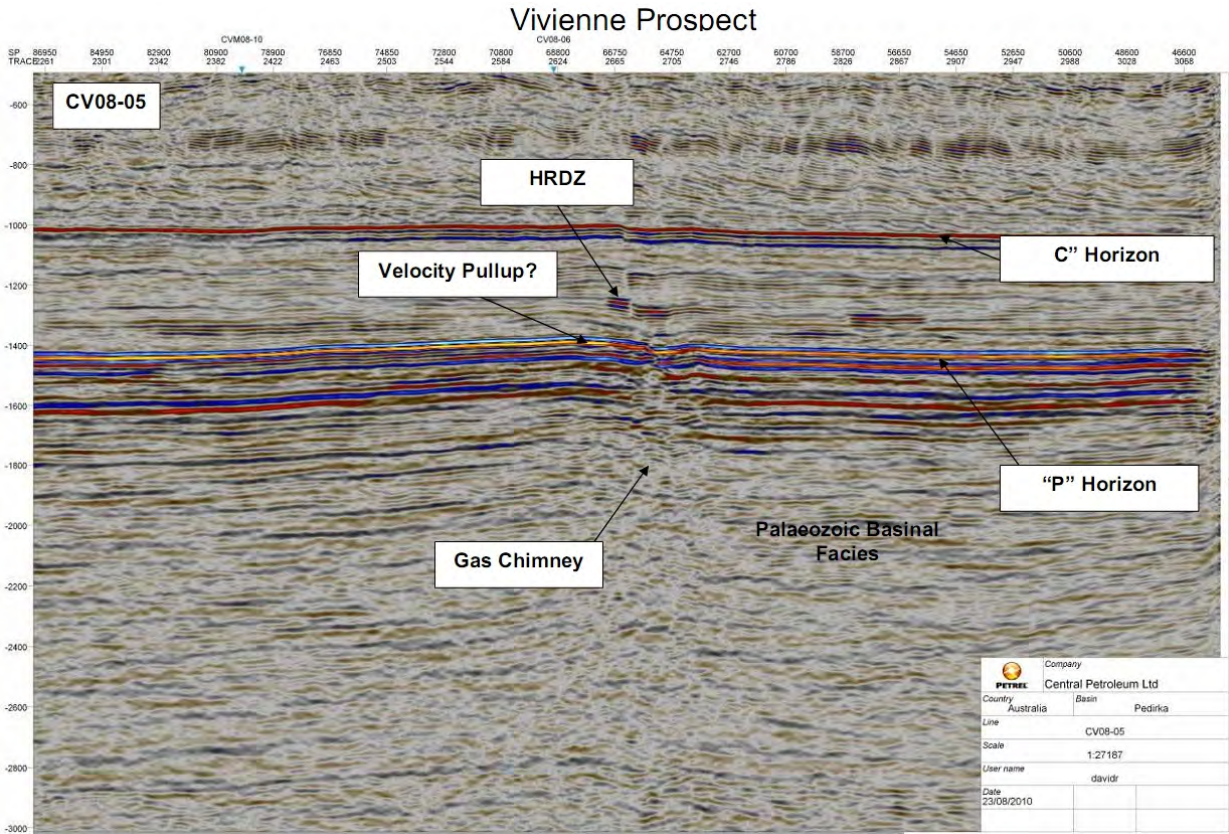 Vivienne Prospect
CVM08-10 CV08-06
SP 86950 84950 82900 80900 78900 76850 74850 72800 70800 68800 66750 64750 62700 60700 58700 56650 54650 52650 50600 48600 46600
TRACE 2261 2301 2342 2382 2422 2463 2503 2544 2584 2624 2665 2705 2746 2786 2826 2867 2907 2947 2988 3028 3068
CV08-05
-600
-800
HRDZ
-1000
C” Horizon
Velocity Pullup?
-1200
-1400
-1600
“P” Horizon
-1800
Palaeozoic Basinal
Facies
-2000
Gas Chimney
-2200
-2400
-2600
-2800
-3000
PETREL
Company
Central Petroleum Ltd
Country
Australia
Basin
Pedirka
Line
CV08-05
Scale
1:27187
User name
davidr
Date
23/08/2010